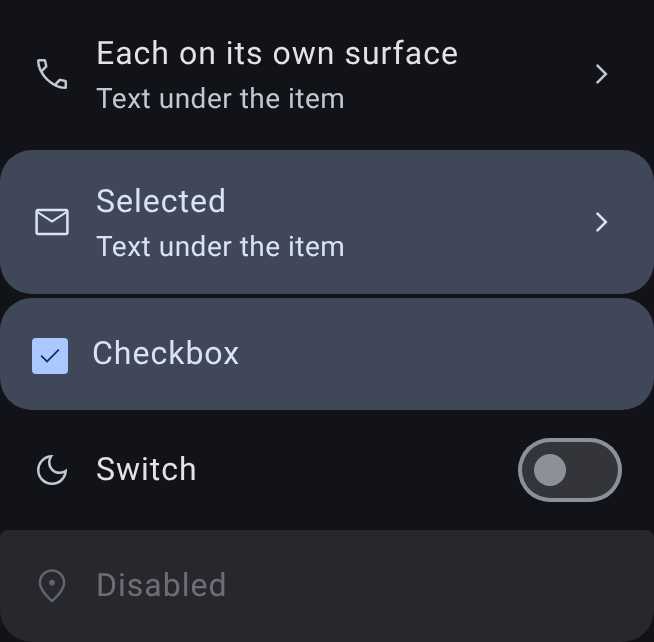 Each on its own surface
Text under the item
Selected
Text under the item
Checkbox
Switch
Disabled